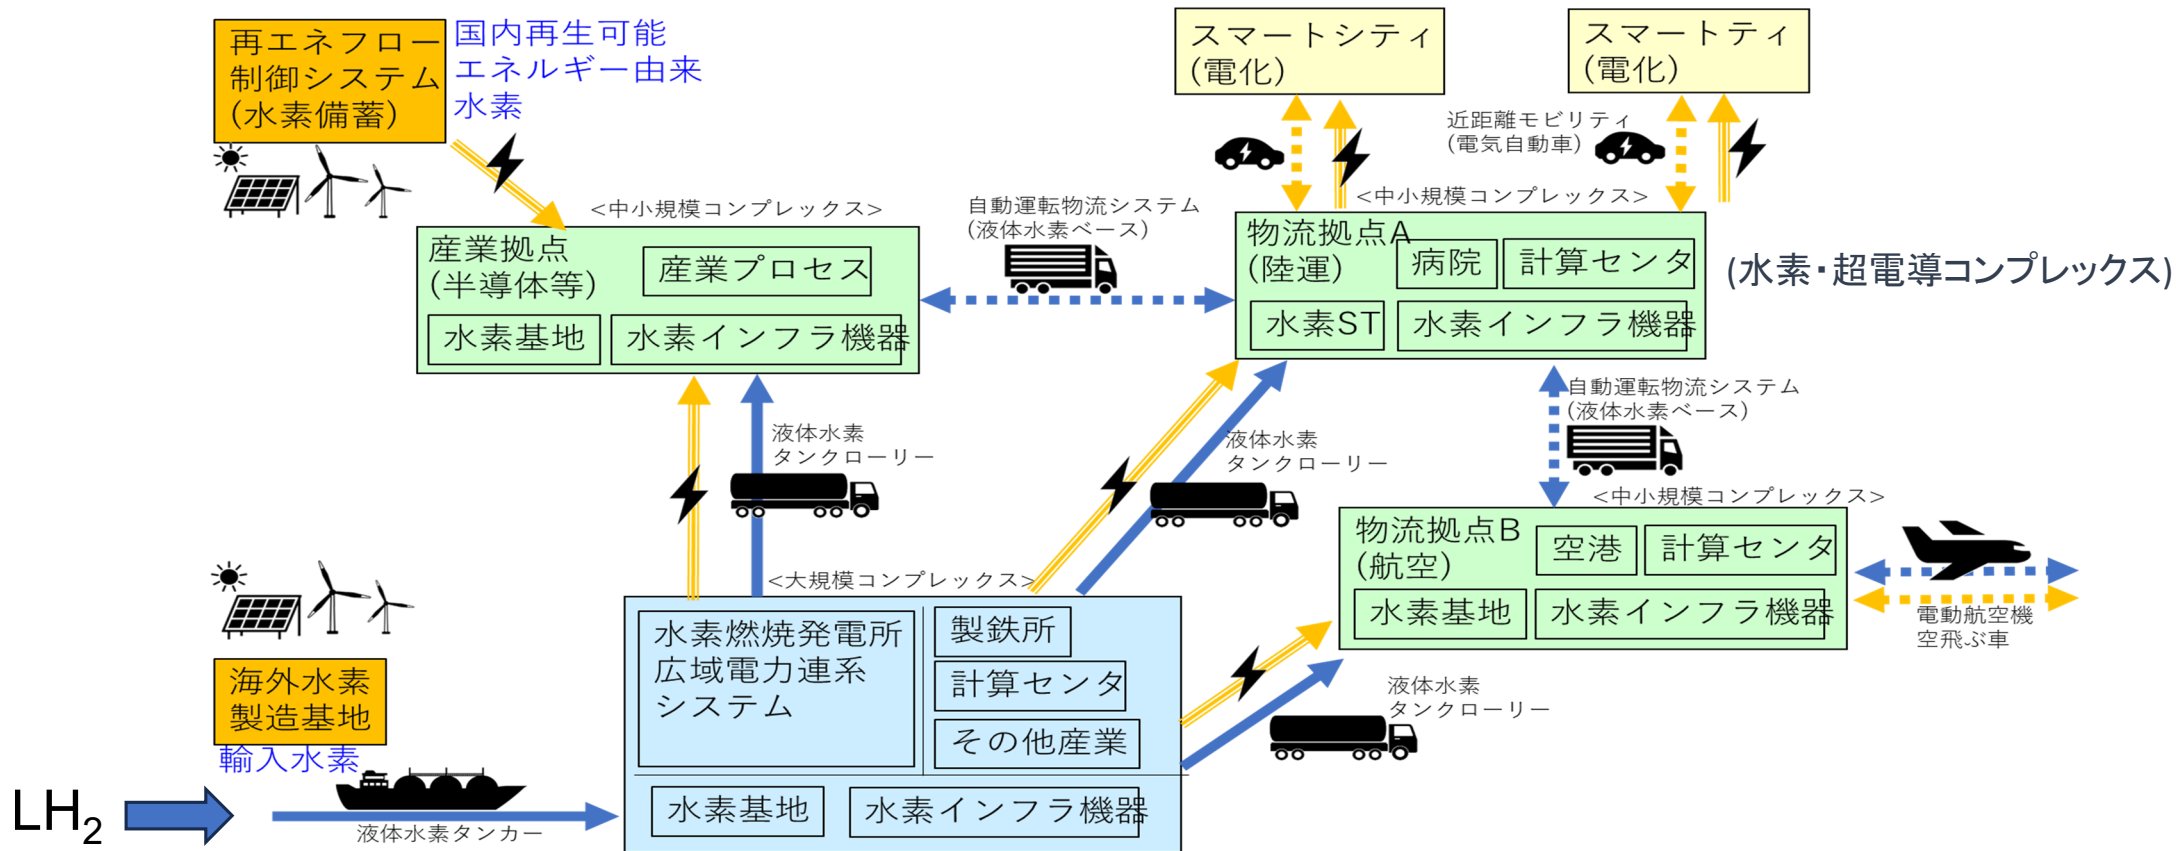 再エネフロー
制御システム
(水素備蓄)
国内再生可能
エネルギー由来
水素
スマートシティ
(電化)
スマートティ
(電化)
近距離モビリティ
(電気自動車)
<中小規模コンプレックス>
産業拠点
(半導体等)
産業プロセス
水素基地
水素インフラ機器
自動運転物流システム
(液体水素ベース)
<中小規模コンプレックス>
物流拠点A
(陸運)
病院
計算センタ
水素ST
水素インフラ機器
(水素・超電導コンプレックス)
液体水素
タンクローリー
液体水素
タンクローリー
自動運転物流システム
(液体水素ベース)
<中小規模コンプレックス>
物流拠点B
(航空)
空港
計算センタ
水素基地
水素インフラ機器
電動航空機
空飛ぶ車
<大規模コンプレックス>
水素燃焼発電所
広域電力連系
システム
製鉄所
計算センタ
その他産業
水素基地
水素インフラ機器
液体水素
タンクローリー
海外水素
製造基地
輸入水素
LH2
液体水素タンカー